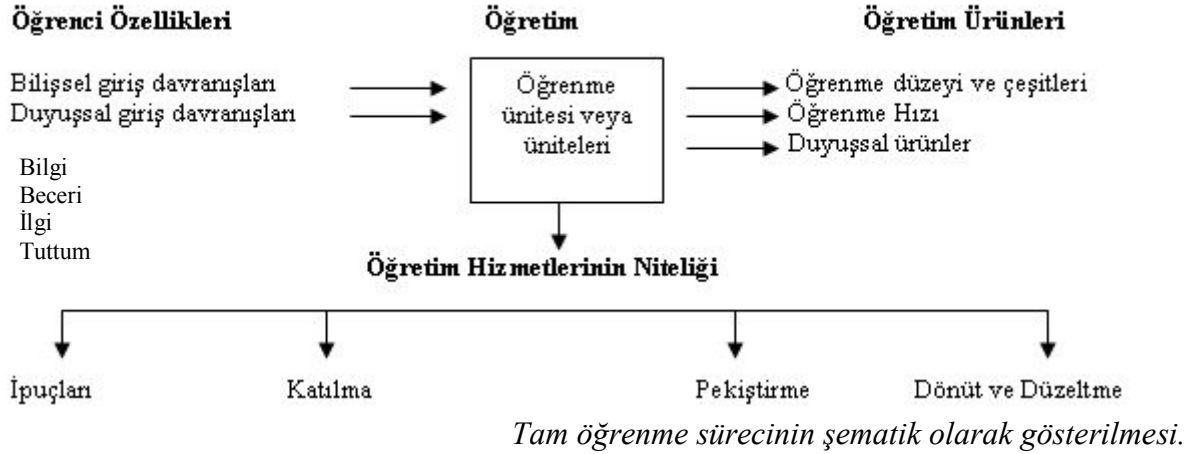 Öğrenci Özellikleri
Öğretim
Öğretim Ürünleri
Bilişsel giriş davranışları
Duyuşsal giriş davranışları
Bilgi
Beceri
İlgi
Tuttum
Öğrenme
ünitesi veya
üniteleri
Öğrenme düzeyi ve çeşitleri
Öğrenme Hızı
Duyuşsal ürünler
Öğretim Hizmetlerinin Niteliği
İpuçları
Katılma
Pekiştirme
Dönüt ve Düzeltme
Tam öğrenme sürecinin şematik olarak gösterilmesi.